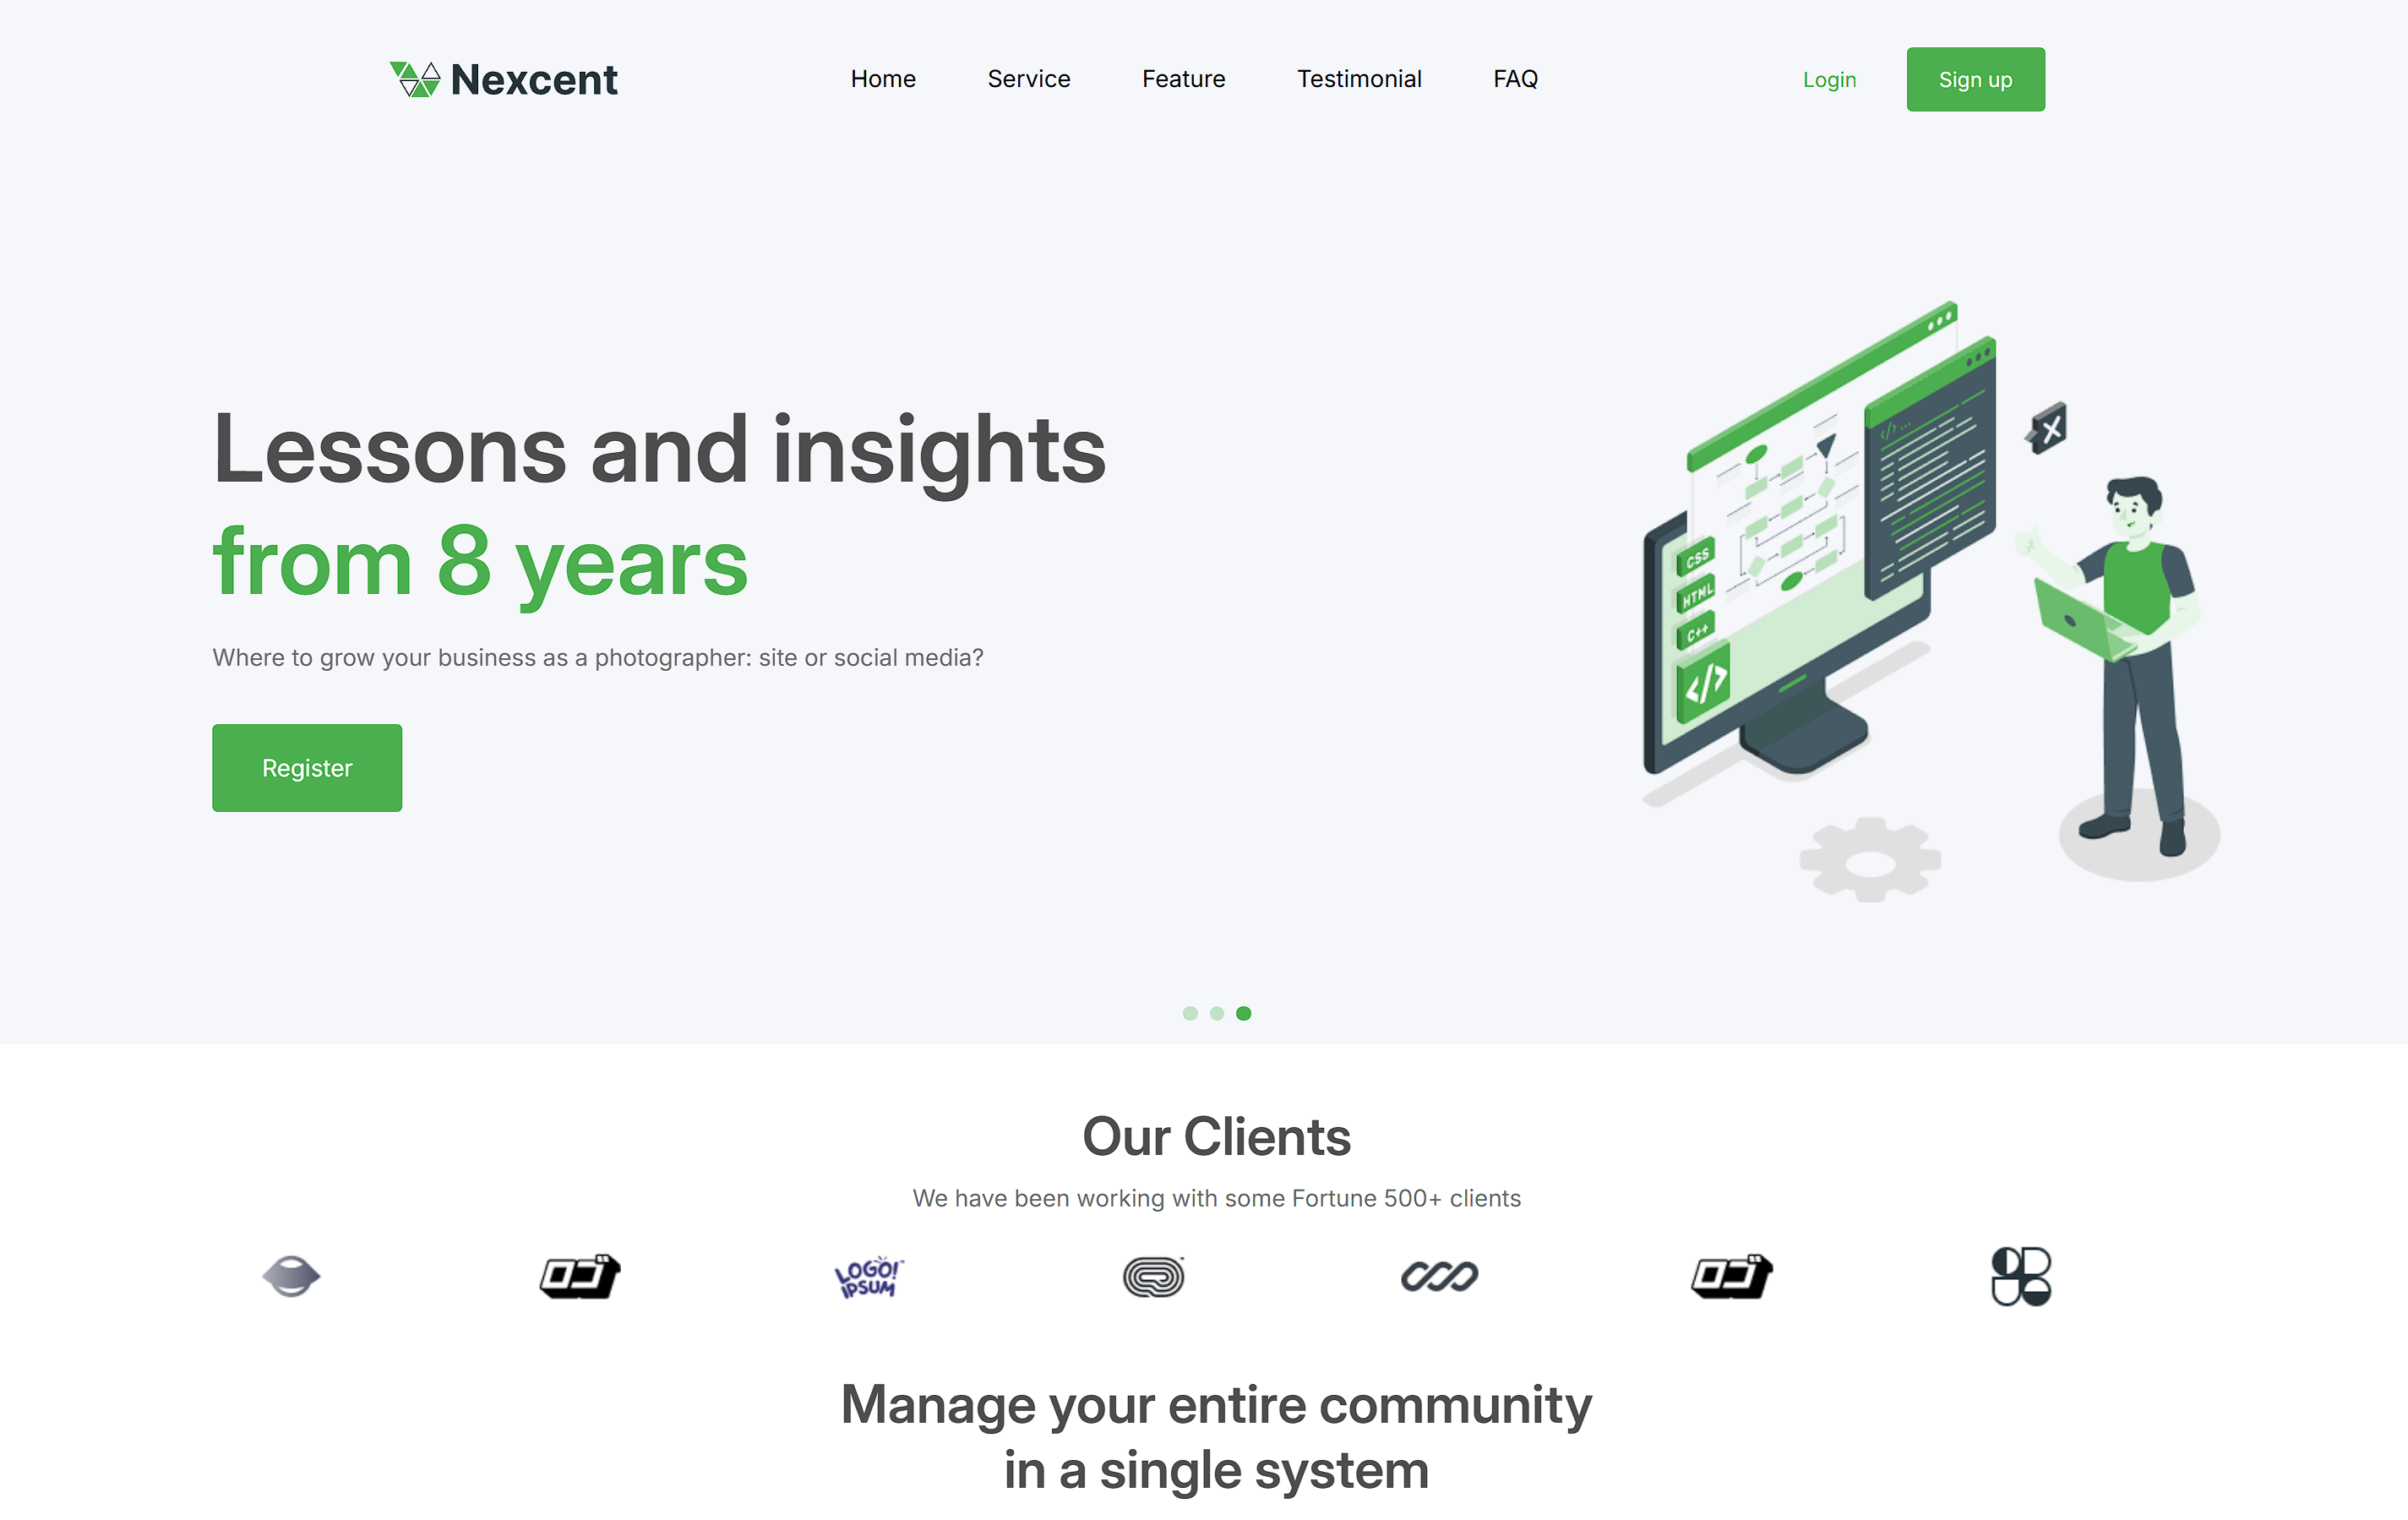 Nexcent
Home
Service
Feature
Testimonial
FAQ
Login
Sign up
Lessons and insights
from 8 years
Where to grow your business as a photographer: site or social media?
Register
</> ...
CSS
HTML
C++
</>
Our Clients
We have been working with some Fortune 500+ clients
LOGO!
IPSUM
Manage your entire community
in a single system